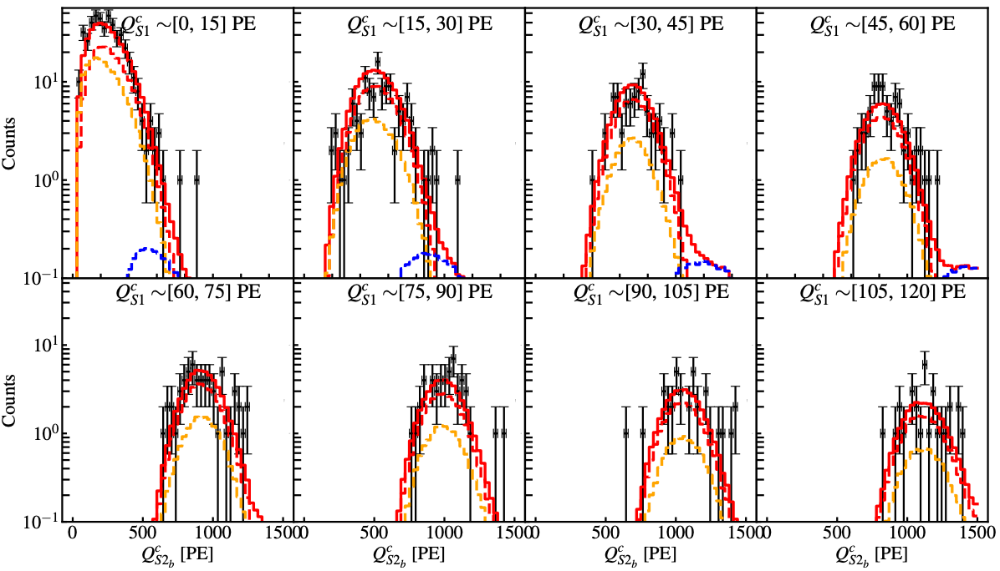 Q^c_{S1} ~[0, 15] PE
Q^c_{S1} ~[15, 30] PE
Q^c_{S1} ~[30, 45] PE
Q^c_{S1} ~[45, 60] PE
Counts
10^1
10^0
10^−1
Q^c_{S1} ~[60, 75] PE
Q^c_{S1} ~[75, 90] PE
Q^c_{S1} ~[90, 105] PE
Q^c_{S1} ~[105, 120] PE
Counts
10^1
10^0
10^−1
0 500 1000 1500
0 500 1000 1500
0 500 1000 1500
0 500 1000 1500
Q^c_{S2_b} [PE]
Q^c_{S2_b} [PE]
Q^c_{S2_b} [PE]
Q^c_{S2_b} [PE]